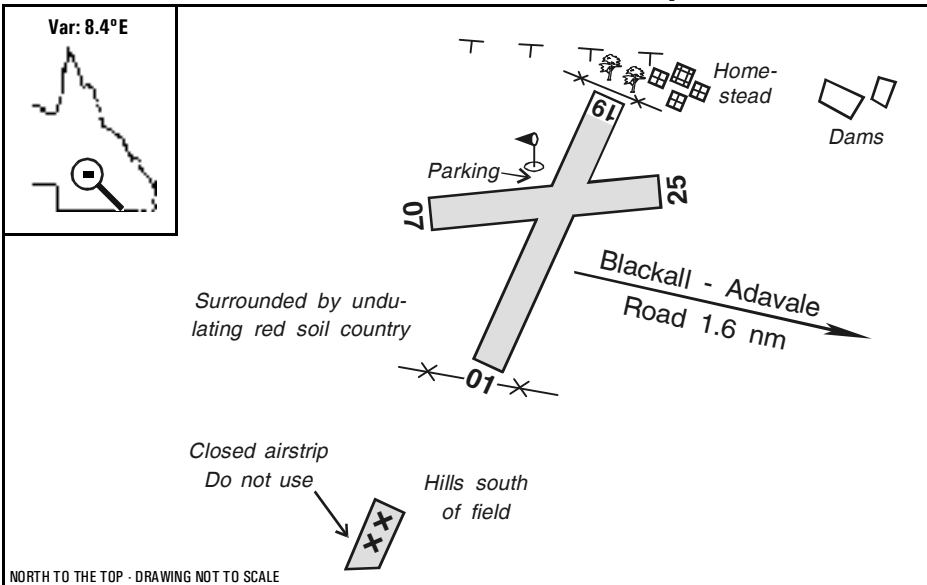 Var: 8.4°E
Home-
stead
Dams
19
Parking
25
07
Blackall - Adavale
Road 1.6 nm
Surrounded by undu-
lating red soil country
01
Closed airstrip
Do not use
Hills south
of field
NORTH TO THE TOP - DRAWING NOT TO SCALE